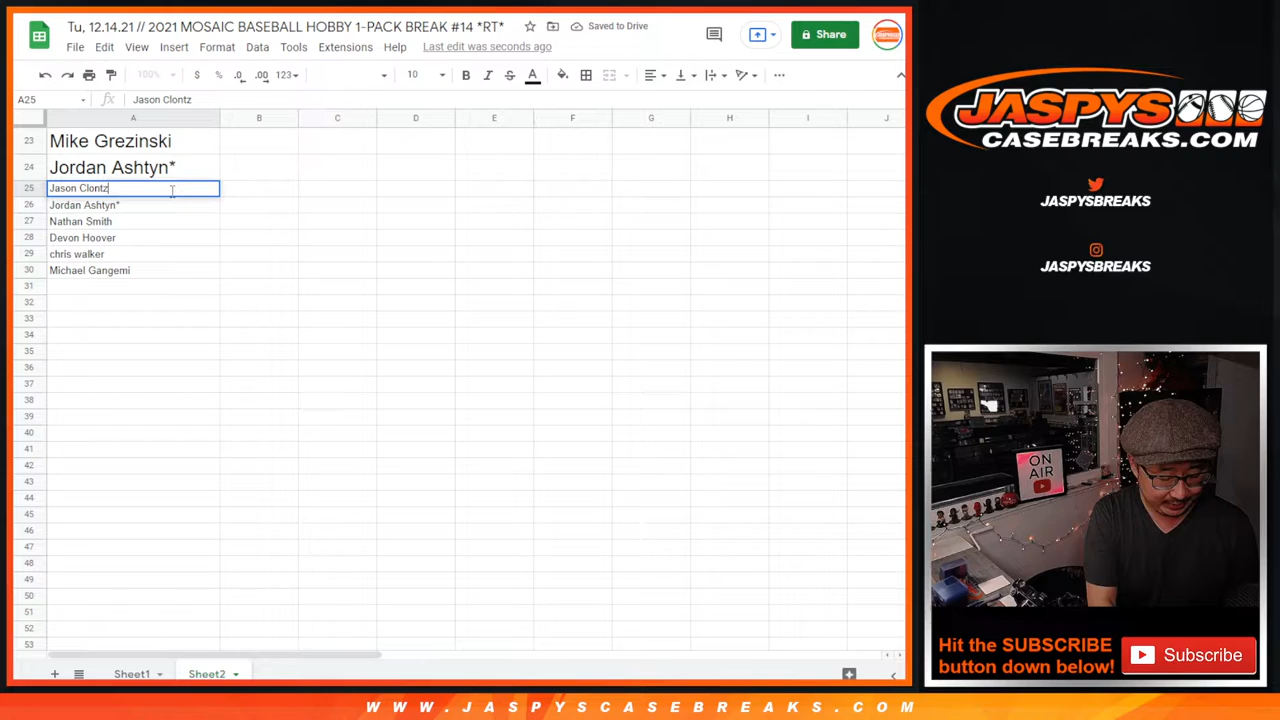 Tu, 12.14.21 // 2021 MOSAIC BASEBALL HOBBY 1-PACK BREAK #14 *RT*
Saved to Drive
File Edit View Insert Format Data Tools Extensions Help Last edit was seconds ago
Share
100% $ % .0 .00 123 10 B I S A
A25 fx Jason Clontz
A B C D E F G H I J
23 Mike Grezinski
24 Jordan Ashtyn*
25 Jason Clontz
26 Jordan Ashtyn*
27 Nathan Smith
28 Devon Hoover
29 chris walker
30 Michael Gangemi
31
32
33
34
35
36
37
38
39
40
41
42
43
44
45
46
47
48
49
50
51
52
53
Sheet1 Sheet2
JASPYS
CASEBREAKS.COM
JASPYSBREAKS
JASPYSBREAKS
ON
AIR
Hit the SUBSCRIBE
button down below!
Subscribe
WWW.JASPYSCASEBREAKS.COM